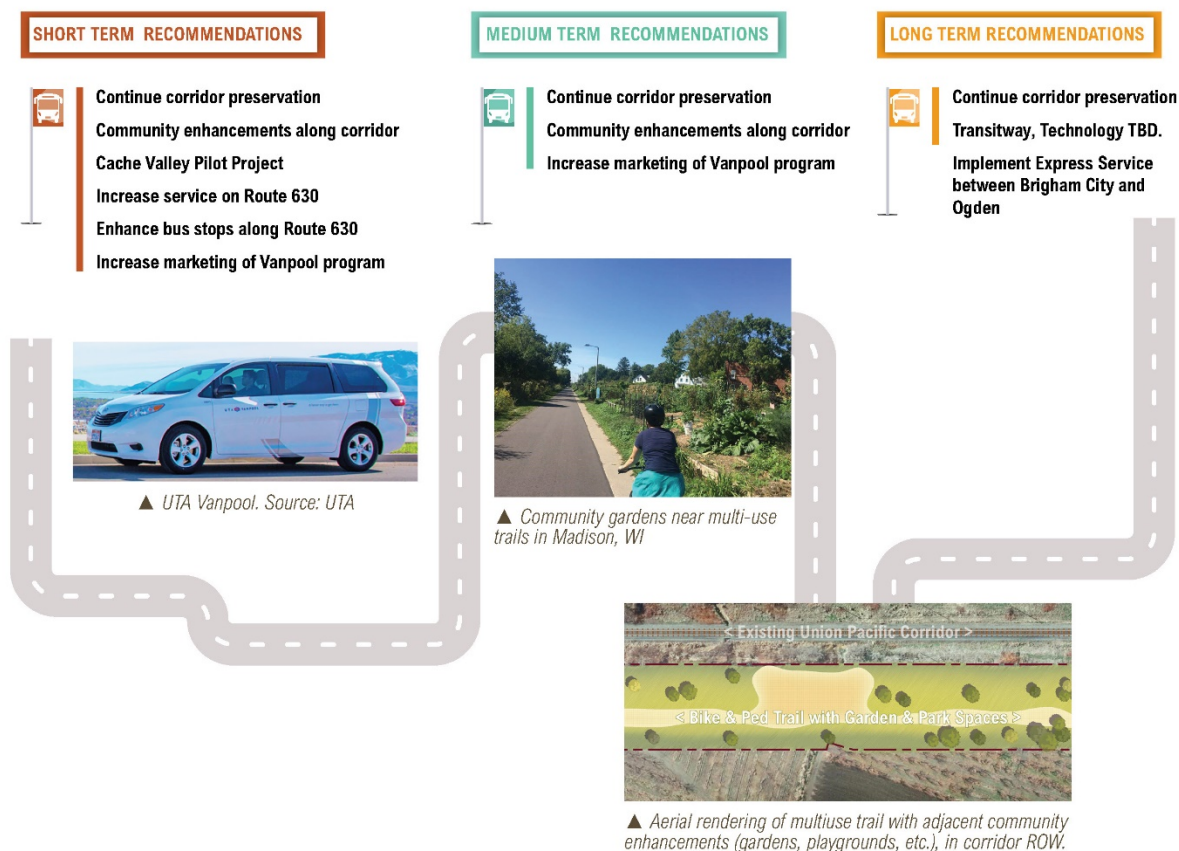 SHORT TERM RECOMMENDATIONS
Continue corridor preservation
Community enhancements along corridor
Cache Valley Pilot Project
Increase service on Route 630
Enhance bus stops along Route 630
Increase marketing of Vanpool program
MEDIUM TERM RECOMMENDATIONS
Continue corridor preservation
Community enhancements along corridor
Increase marketing of Vanpool program
LONG TERM RECOMMENDATIONS
Continue corridor preservation
Transitway, Technology TBD.
Implement Express Service
between Brigham City and
Ogden
▲ UTA Vanpool. Source: UTA
▲ Community gardens near multi-use
trails in Madison, WI
< Existing Union Pacific Corridor >
< Bike & Ped Trail with Garden & Park Spaces >
▲ Aerial rendering of multiuse trail with adjacent community
enhancements (gardens, playgrounds, etc.), in corridor ROW.